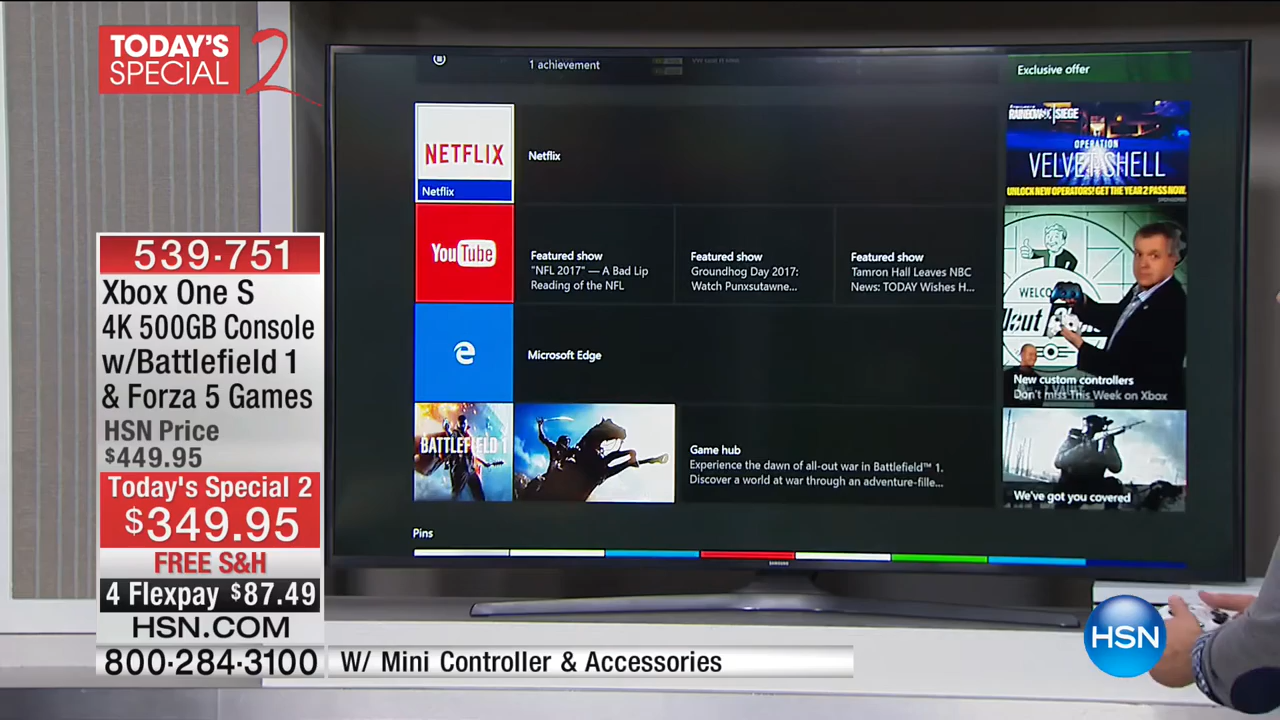 TODAY'S
SPECIAL 2
539·751
Xbox One S
4K 500GB Console
w/Battlefield 1
& Forza 5 Games
HSN Price
$449.95
Today's Special 2
$349.95
FREE S&H
4 Flexpay $87.49
HSN.COM
800·284·3100
W/ Mini Controller & Accessories
HSN
1 achievement
NETFLIX
Netflix
Netflix
YouTube
Featured show
"NFL 2017" — A Bad Lip
Reading of the NFL
Featured show
Groundhog Day 2017:
Watch Punxsutawne...
Featured show
Tamron Hall Leaves NBC
News: TODAY Wishes H...
Microsoft Edge
BATTLEFIELD 1
Game hub
Experience the dawn of all-out war in Battlefield™ 1.
Discover a world at war through an adventure-fille...
Pins
SAMSUNG
Exclusive offer
RAINBOW SIEGE
OPERATION
VELVET SHELL
UNLOCK NEW OPERATORS! GET THE YEAR 2 PASS NOW.
SPONSORED
WELCO
New custom controllers
Don't miss This Week on Xbox
We've got you covered